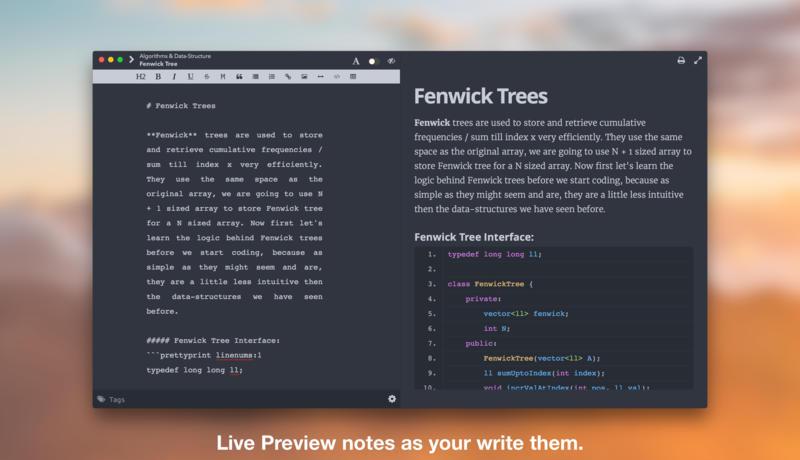 Algorithms & Data-Structure
Fenwick Tree
A
H2 B I U S
# Fenwick Trees
**Fenwick** trees are used to store
and retrieve cumulative frequencies /
sum till index x very efficiently.
They use the same space as the
original array, we are going to use N
+ 1 sized array to store Fenwick tree
for a N sized array. Now first let's
learn the logic behind Fenwick trees
before we start coding, because as
simple as they might seem and are,
they are a little less intuitive then
the data-structures we have seen
before.
##### Fenwick Tree Interface:
```prettyprint linenums:1
typedef long long ll;
Tags
Fenwick Trees
Fenwick trees are used to store and retrieve cumulative
frequencies / sum till index x very efficiently. They use the same
space as the original array, we are going to use N + 1 sized array to
store Fenwick tree for a N sized array. Now first let's learn the
logic behind Fenwick trees before we start coding, because as
simple as they might seem and are, they are a little less intuitive
then the data-structures we have seen before.
Fenwick Tree Interface:
1. typedef long long ll;
2.
3. class FenwickTree {
4. private:
5. vector<ll> fenwick;
6. int N;
7. public:
8. FenwickTree(vector<ll> A);
9. ll sumUptoIndex(int index);
10. void incrValAtIndex(int pos, ll val);
Live Preview notes as your write them.